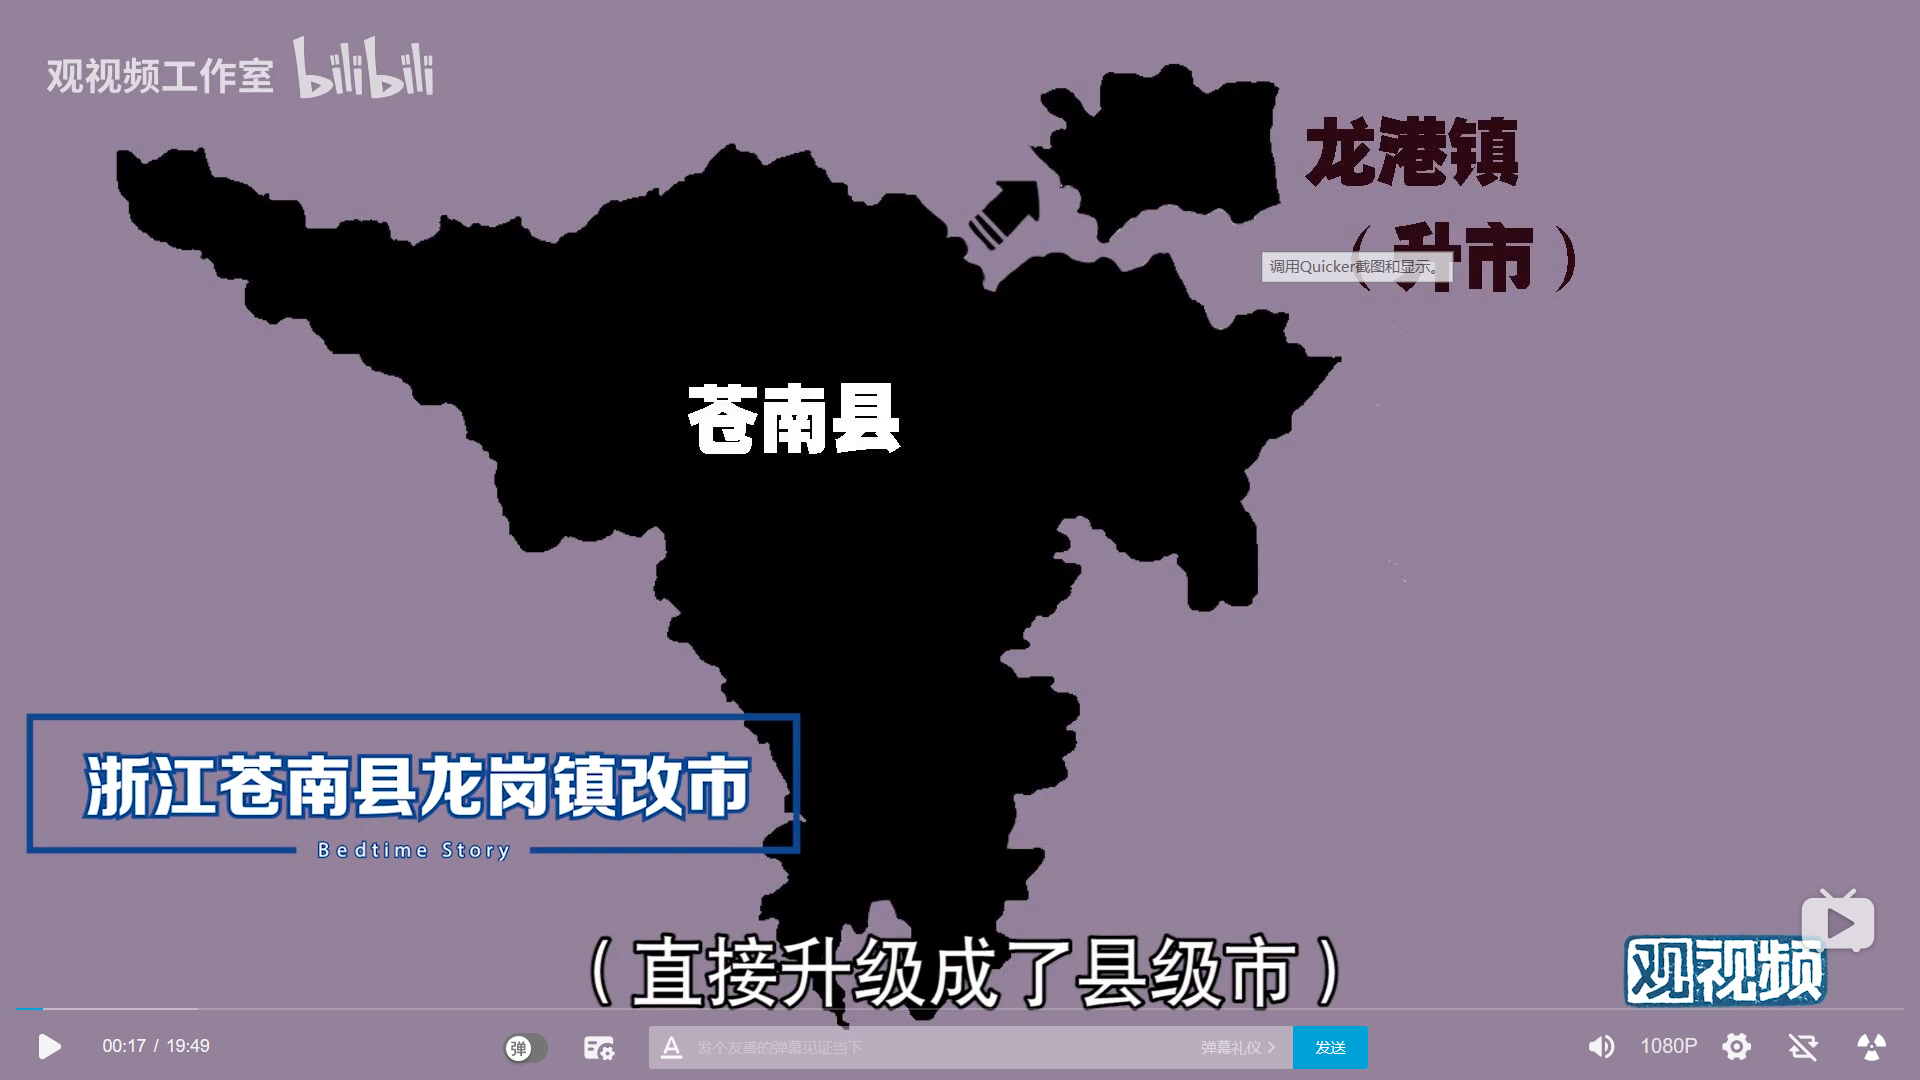 观视频工作室 bilibili
龙港镇
（升市）
调用Quicker截图和显示。
苍南县
浙江苍南县龙岗镇改市
Bedtime Story
（直接升级成了县级市）
观视频
00:17 / 19:49
弹
A 发个友善的弹幕见证当下
弹幕礼仪 >
发送
1080P